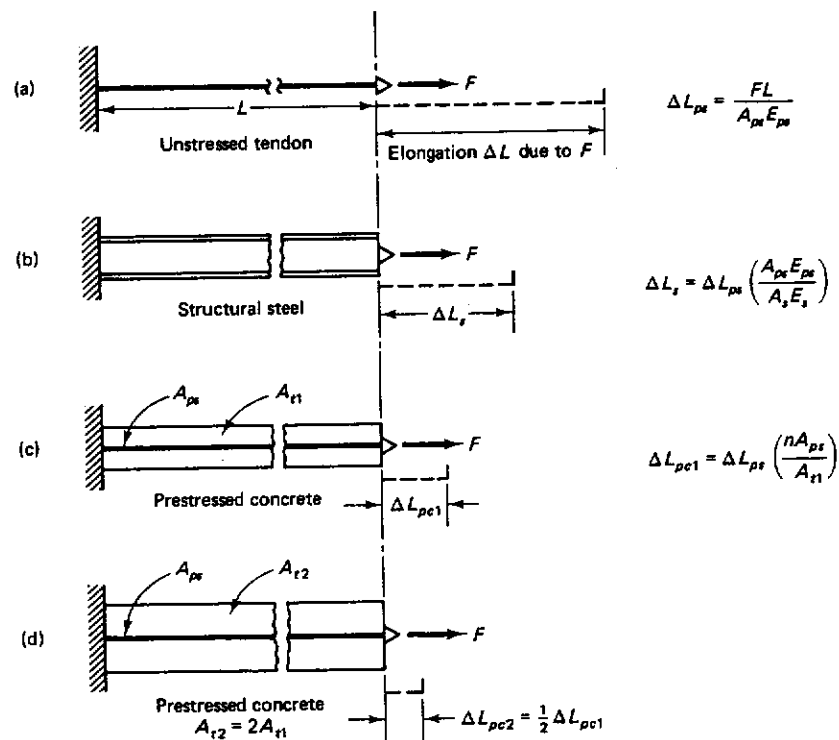 (a)
F
L
Unstressed tendon
Elongation ΔL due to F
ΔL_ps = FL / A_ps E_ps
(b)
F
Structural steel
ΔL_s
ΔL_s = ΔL_ps (A_ps E_ps / A_s E_s)
A_ps
A_t1
(c)
F
Prestressed concrete
ΔL_pc1
ΔL_pc1 = ΔL_ps (nA_ps / A_t1)
A_ps
A_t2
(d)
F
Prestressed concrete
A_t2 = 2A_t1
ΔL_pc2 = 1/2 ΔL_pc1